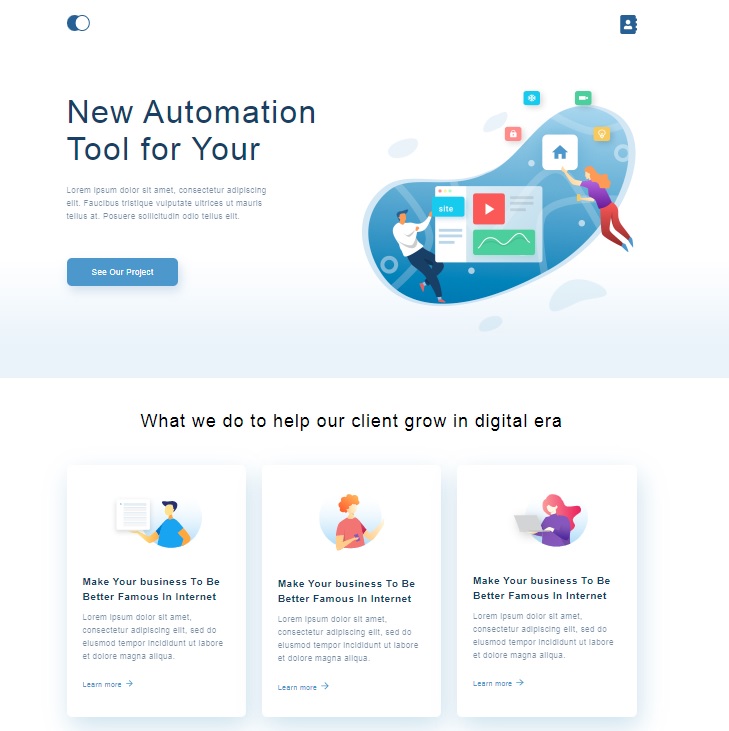 New Automation
Tool for Your
Lorem ipsum dolor sit amet, consectetur adipiscing
elit. Faucibus tristique vulputate ultrices ut mauris
tellus at. Posuere sollicitudin odio tellus elit.
See Our Project
site
What we do to help our client grow in digital era
Make Your business To Be
Better Famous In Internet
Lorem ipsum dolor sit amet,
consectetur adipiscing elit, sed do
eiusmod tempor incididunt ut labore
et dolore magna aliqua.
Learn more
Make Your business To Be
Better Famous In Internet
Lorem ipsum dolor sit amet,
consectetur adipiscing elit, sed do
eiusmod tempor incididunt ut labore
et dolore magna aliqua.
Learn more
Make Your business To Be
Better Famous In Internet
Lorem ipsum dolor sit amet,
consectetur adipiscing elit, sed do
eiusmod tempor incididunt ut labore
et dolore magna aliqua.
Learn more